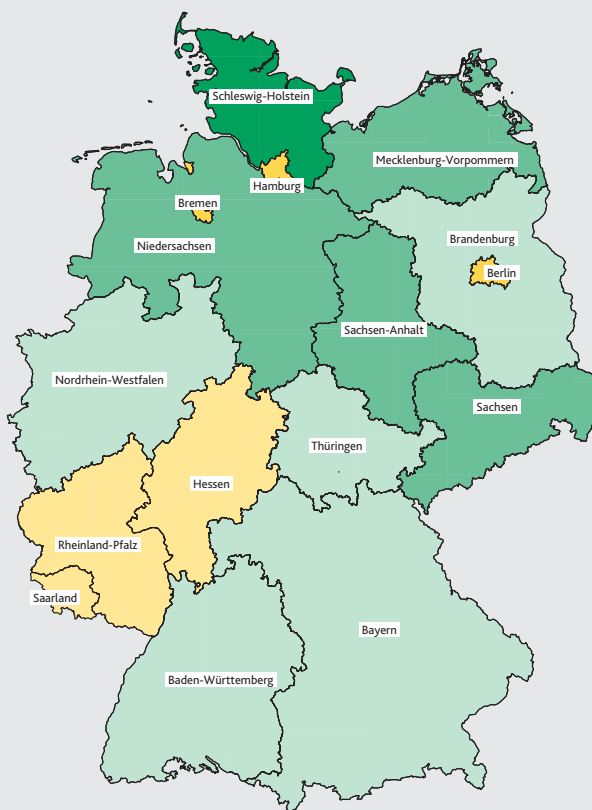 Schleswig-Holstein
Mecklenburg-Vorpommern
Hamburg
Bremen
Niedersachsen
Brandenburg
Berlin
Sachsen-Anhalt
Nordrhein-Westfalen
Sachsen
Thüringen
Hessen
Rheinland-Pfalz
Saarland
Bayern
Baden-Württemberg